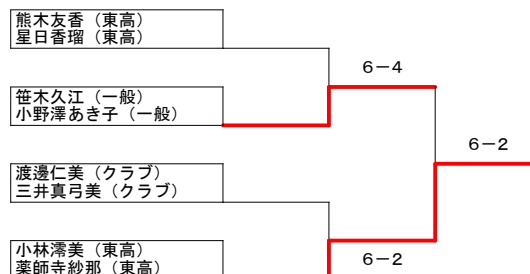 熊木友香（東高）
星日香瑠（東高）
6－4
笹木久江（一般）
小野澤あき子（一般）
6－2
渡邊仁美（クラブ）
三井真弓美（クラブ）
小林澪美（東高）
薬師寺紗那（東高）
6－2